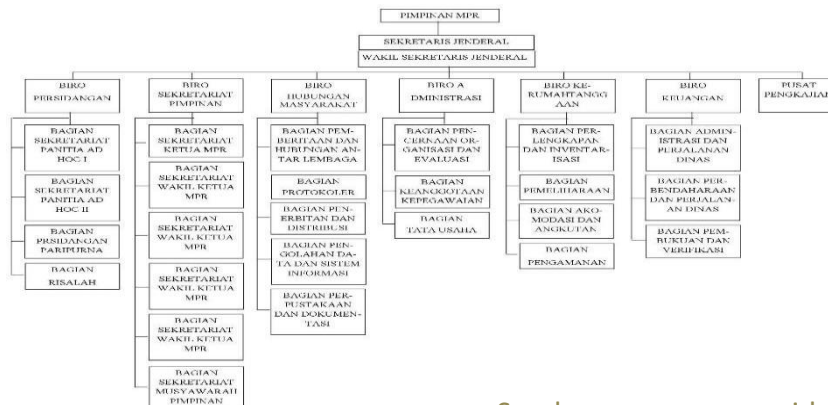 PIMPINAN MPR
SEKRETARIS JENDERAL
WAKIL SEKRETARIS JENDERAL
BIRO
PERSIDANGAN
BIRO
SEKRETARIAT
PIMPINAN
BIRO
HUBUNGAN
MASYARAKAT
BIRO A
DMINISTRASI
BIRO KE-
RUMAHTANGG
AAN
BIRO
KEUANGAN
PUSAT
PENGKAJIAN
BAGIAN
SEKRETARIAT
PANITIA AD
HOC I
BAGIAN
SEKRETARIAT
PANITIA AD
HOC II
BAGIAN
PRSIDANGAN
PARIPURNA
BAGIAN
RISALAH
BAGIAN
SEKRETARIAT
KETUA MPR
BAGIAN
SEKRETARIAT
WAKIL KETUA
MPR
BAGIAN
SEKRETARIAT
WAKIL KETUA
MPR
BAGIAN
SEKRETARIAT
WAKIL KETUA
MPR
BAGIAN
SEKRETARIAT
WAKIL KETUA
MPR
BAGIAN
SEKRETARIAT
MUSYAWARAH
PIMPINAN
BAGIAN PEM-
BERITAAN DAN
HUBUNGAN AN-
TAR LEMBAGA
BAGIAN
PROTOKOLER
BAGIAN PEN-
ERBITAN DAN
DISTRIBUSI
BAGIAN PEN-
GOLAHAN DA-
TA DAN SISTEM
INFORMASI
BAGIAN PER-
PUSTAKAAN
DAN DOKUMEN-
TASI
BAGIAN PEN-
CERNAAN OR-
GANISASI DAN
EVALUASI
BAGIAN
KEANGGOTAAN
KEPEGAWAIAN
BAGIAN
TATA USAHA
BAGIAN PER-
LENGKAPAN
DAN INVENTAR-
ISASI
BAGIAN
PEMELIHARAAN
BAGIAN AKO-
MODASI DAN
ANGKUTAN
BAGIAN
PENGAMANAN
BAGIAN ADMIN-
ISTRASI DAN
PERJALANAN
DINAS
BAGIAN PER-
BENDAHARAAN
DAN PERJALAN-
AN DINAS
BAGIAN PEM-
BUKUAN DAN
VERIFIKASI